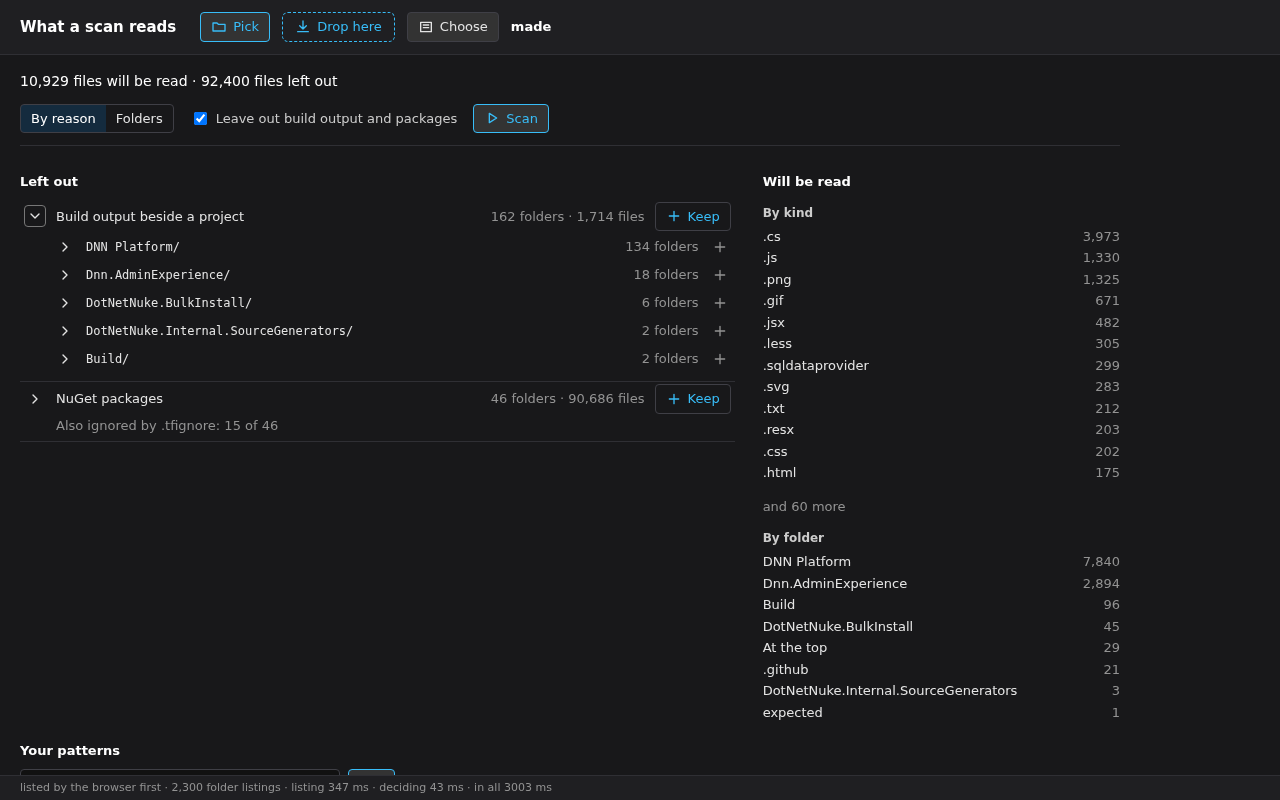 What a scan reads
Pick
Drop here
Choose
made
10,929 files will be read · 92,400 files left out
By reason
Folders
Leave out build output and packages
Scan
Left out
Build output beside a project
162 folders · 1,714 files
Keep
DNN Platform/
134 folders
Dnn.AdminExperience/
18 folders
DotNetNuke.BulkInstall/
6 folders
DotNetNuke.Internal.SourceGenerators/
2 folders
Build/
2 folders
NuGet packages
46 folders · 90,686 files
Keep
Also ignored by .tfignore: 15 of 46
Will be read
By kind
.cs 3,973
.js 1,330
.png 1,325
.gif 671
.jsx 482
.less 305
.sqldataprovider 299
.svg 283
.txt 212
.resx 203
.css 202
.html 175
and 60 more
By folder
DNN Platform 7,840
Dnn.AdminExperience 2,894
Build 96
DotNetNuke.BulkInstall 45
At the top 29
.github 21
DotNetNuke.Internal.SourceGenerators 3
expected 1
Your patterns
listed by the browser first · 2,300 folder listings · listing 347 ms · deciding 43 ms · in all 3003 ms